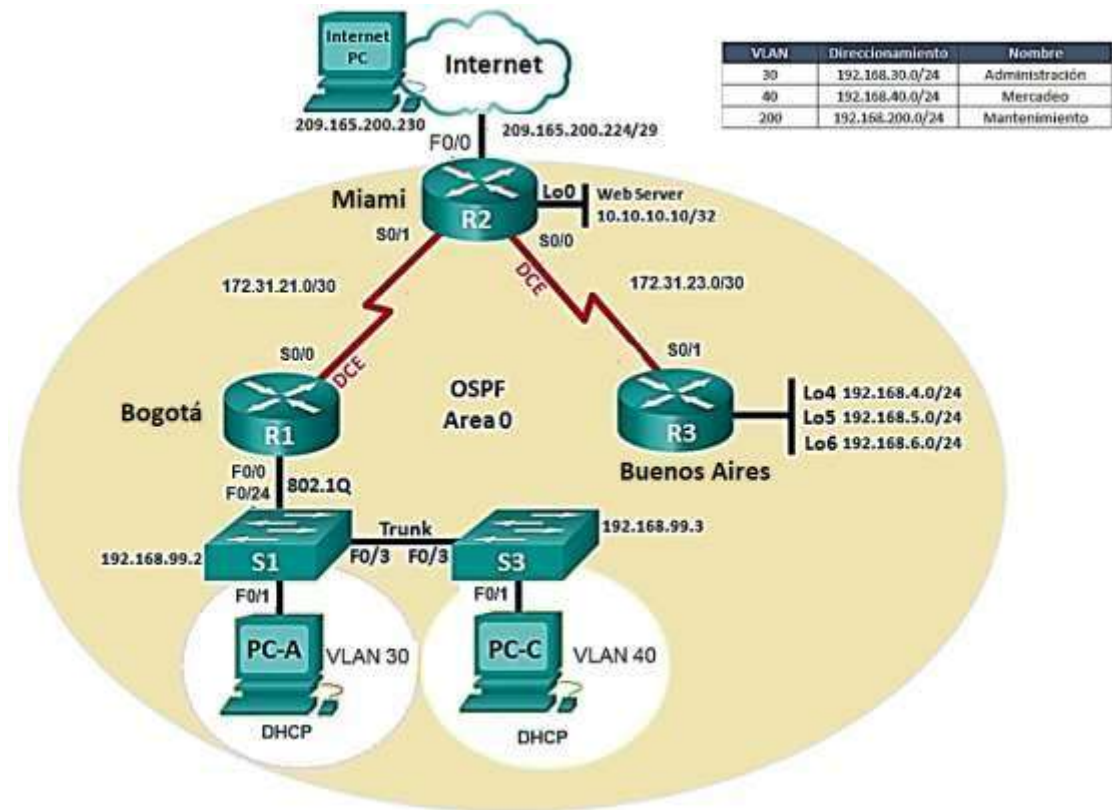 Internet
PC
Internet
209.165.200.230
209.165.200.224/29
F0/0
VLAN Direccionamiento Nombre
30 192.168.30.0/24 Administración
40 192.168.40.0/24 Mercadeo
200 192.168.200.0/24 Mantenimiento
Miami
R2
Lo0
Web Server
10.10.10.10/32
S0/1
S0/0
DCE
172.31.21.0/30
172.31.23.0/30
S0/0
DCE
S0/1
OSPF
Area 0
Bogotá
R1
R3
Buenos Aires
Lo4 192.168.4.0/24
Lo5 192.168.5.0/24
Lo6 192.168.6.0/24
F0/0
F0/24
802.1Q
192.168.99.2
S1
Trunk
F0/3 F0/3
S3
192.168.99.3
F0/1
F0/1
PC-A
VLAN 30
PC-C
VLAN 40
DHCP
DHCP